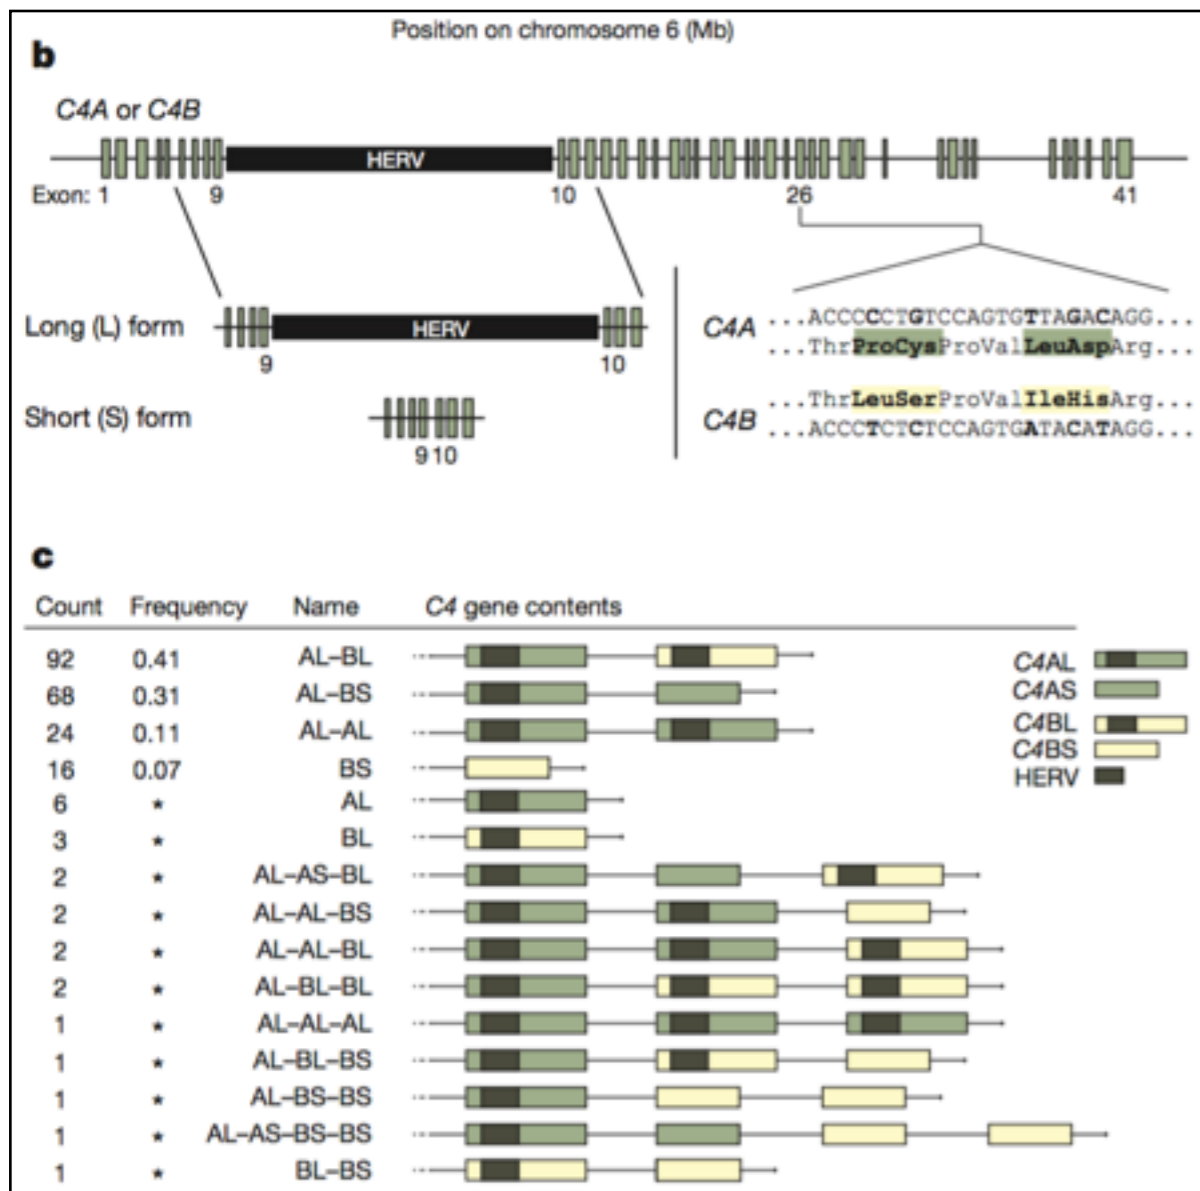 Position on chromosome 6 (Mb)
b
C4A or C4B
HERV
Exon: 1 9 10 26 41
Long (L) form
HERV
9 10
Short (S) form
9 10
C4A
...ACCCCCTGTCCAGTGTTAGACAGG...
...ThrProCysProValLeuAspArg...
C4B
...ThrLeuSerProValIleHisArg...
...ACCCTCTCTCCAGTGATACATAGG...
c
Count Frequency Name C4 gene contents
92 0.41 AL–BL
68 0.31 AL–BS
24 0.11 AL–AL
16 0.07 BS
6 * AL
3 * BL
2 * AL–AS–BL
2 * AL–AL–BS
2 * AL–AL–BL
2 * AL–BL–BL
1 * AL–AL–AL
1 * AL–BL–BS
1 * AL–BS–BS
1 * AL–AS–BS–BS
1 * BL–BS
C4AL
C4AS
C4BL
C4BS
HERV